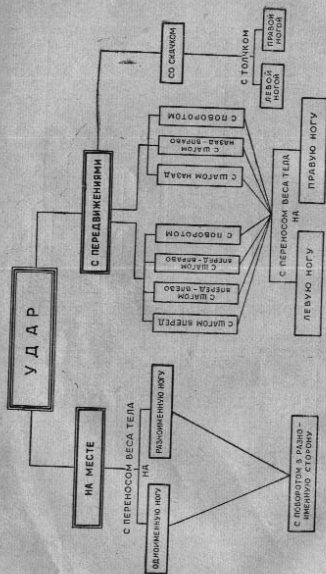 УДАР
НА МЕСТЕ
С ПЕРЕДВИЖЕНИЯМИ
С ПЕРЕНОСОМ ВЕСА ТЕЛА
НА
ОДНОИМЕННУЮ НОГУ
РАЗНОИМЕННУЮ НОГУ
С ПОВОРОТОМ В РАЗНО-
ИМЕННУЮ СТОРОНУ
С ШАГОМ ВПЕРЕД
С ШАГОМ
ВПЕРЕД-ВЛЕВО
С ШАГОМ
ВПЕРЕД-ВПРАВО
С ПОВОРОТОМ
С ШАГОМ НАЗАД
С ШАГОМ
НАЗАД-ВПРАВО
С ПОВОРОТОМ
С ПЕРЕНОСОМ ВЕСА ТЕЛА
НА
ЛЕВУЮ НОГУ
ПРАВУЮ НОГУ
СО СКАЧКОМ
С ТОЛЧКОМ
ЛЕВОЙ
НОГОЙ
ПРАВОЙ
НОГОЙ